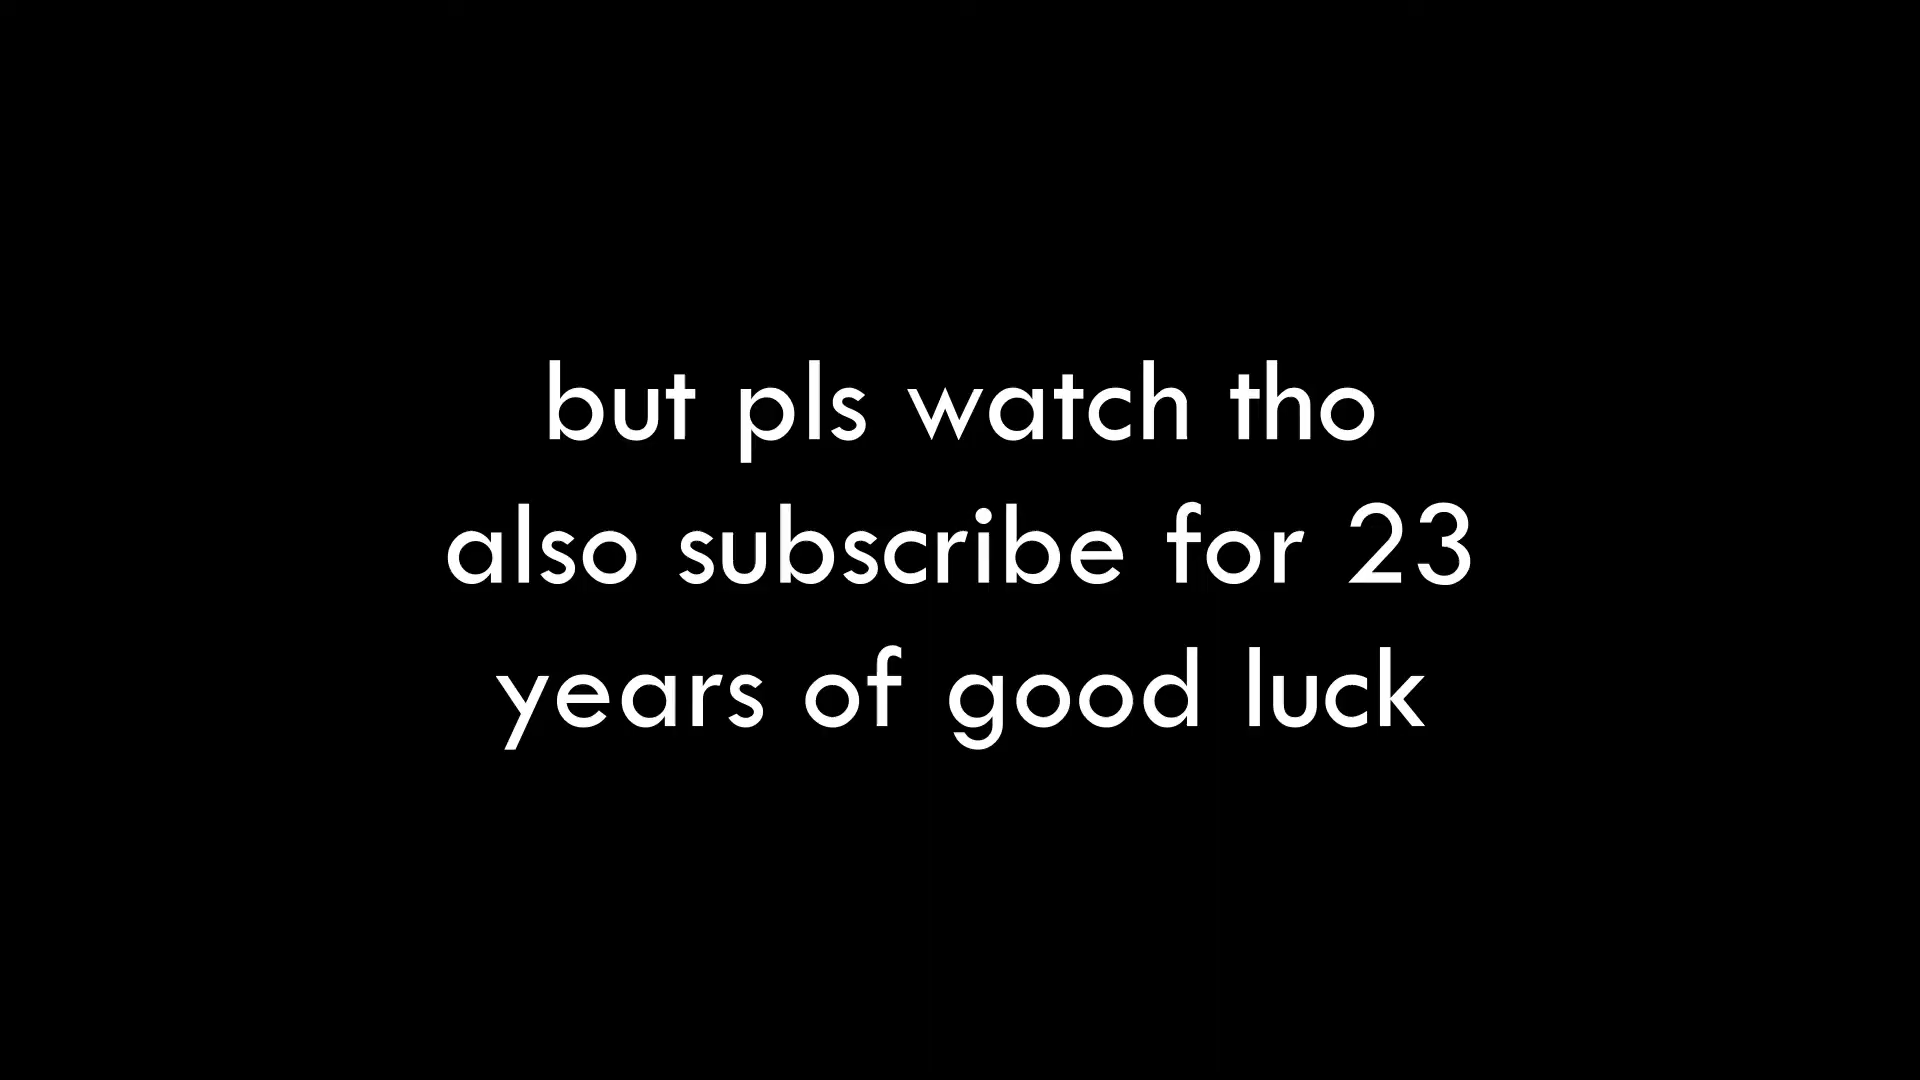 but pls watch tho
also subscribe for 23
years of good luck